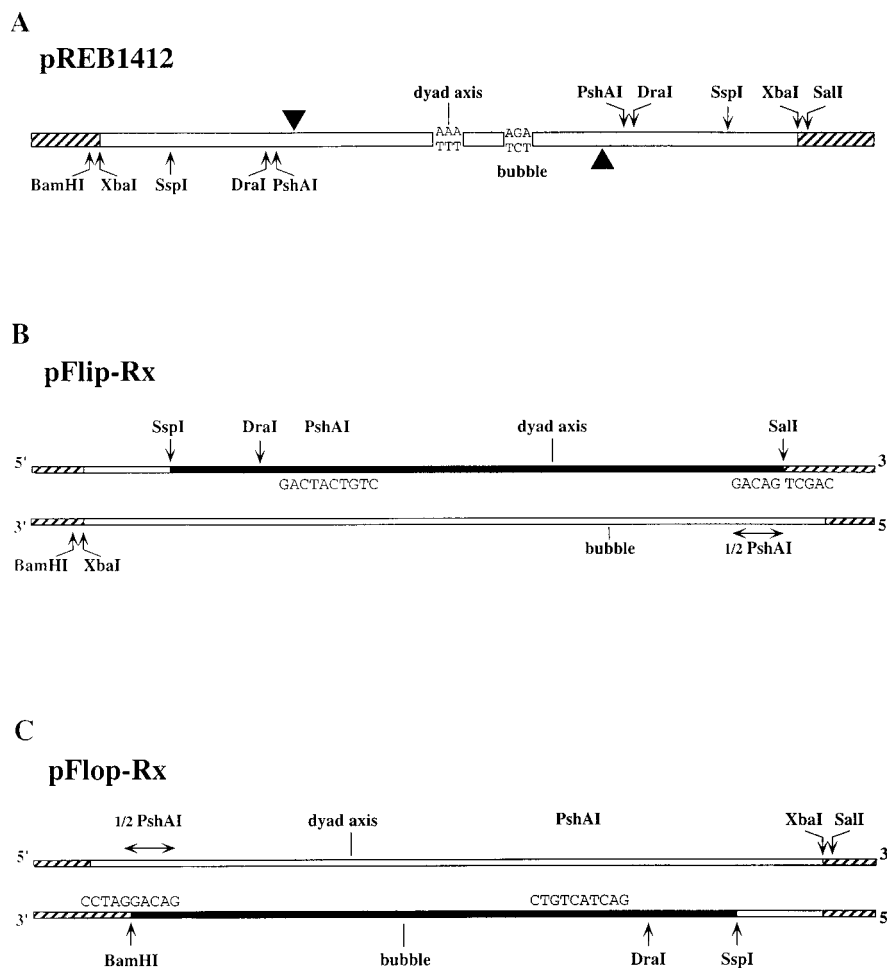 A
pREB1412
dyad axis
PshAI DraI SspI XbaI SalI
AAA AGA
TTT TCT
bubble
BamHI XbaI SspI DraI PshAI
B
pFlip-Rx
SspI DraI PshAI dyad axis SalI
5' 3
GACTACTGTC GACAG TCGAC
3' 5
BamHI XbaI bubble 1/2 PshAI
C
pFlop-Rx
1/2 PshAI dyad axis PshAI XbaI SalI
5' 3
CCTAGGACAG CTGTCATCAG
3' 5
BamHI bubble DraI SspI